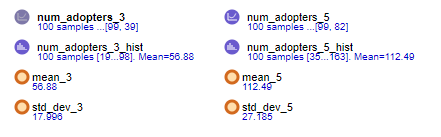 num_adopters_3
100 samples ...[99, 39]
num_adopters_3_hist
100 samples [19...98]. Mean=56.88
mean_3
56.88
std_dev_3
17.996
num_adopters_5
100 samples ...[99, 82]
num_adopters_5_hist
100 samples [35...163]. Mean=112.49
mean_5
112.49
std_dev_5
27.185